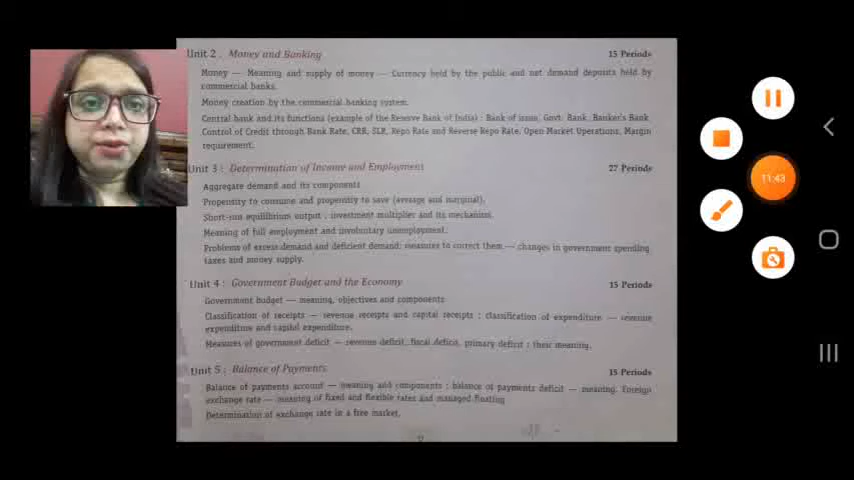 Unit 2 . Money and Banking 15 Periods
Money — Meaning and supply of money — Currency held by the public and net demand deposits held by
commercial banks.
Money creation by the commercial banking system.
Central bank and its functions (example of the Reserve Bank of India) : Bank of issue, Govt. Bank, Banker's Bank
Control of Credit through Bank Rate, CRR, SLR, Repo Rate and Reverse Repo Rate, Open Market Operations, Margin
requirement.
Unit 3 : Determination of Income and Employment 27 Periods
Aggregate demand and its components
Propensity to consume and propensity to save (average and marginal).
Short-run equilibrium output ; investment multiplier and its mechanism.
Meaning of full employment and involuntary unemployment.
Problems of excess demand and deficient demand; measures to correct them — changes in government spending
taxes and money supply.
Unit 4 : Government Budget and the Economy 15 Periods
Government budget — meaning, objectives and components
Classification of receipts — revenue receipts and capital receipts ; classification of expenditure — revenue
expenditure and capital expenditure.
Measures of government deficit — revenue deficit, fiscal deficit, primary deficit ; their meaning.
Unit 5 : Balance of Payments 15 Periods
Balance of payments account — meaning and components ; balance of payments deficit — meaning. Foreign
exchange rate — meaning of fixed and flexible rates and managed floating
Determination of exchange rate in a free market.
11:43